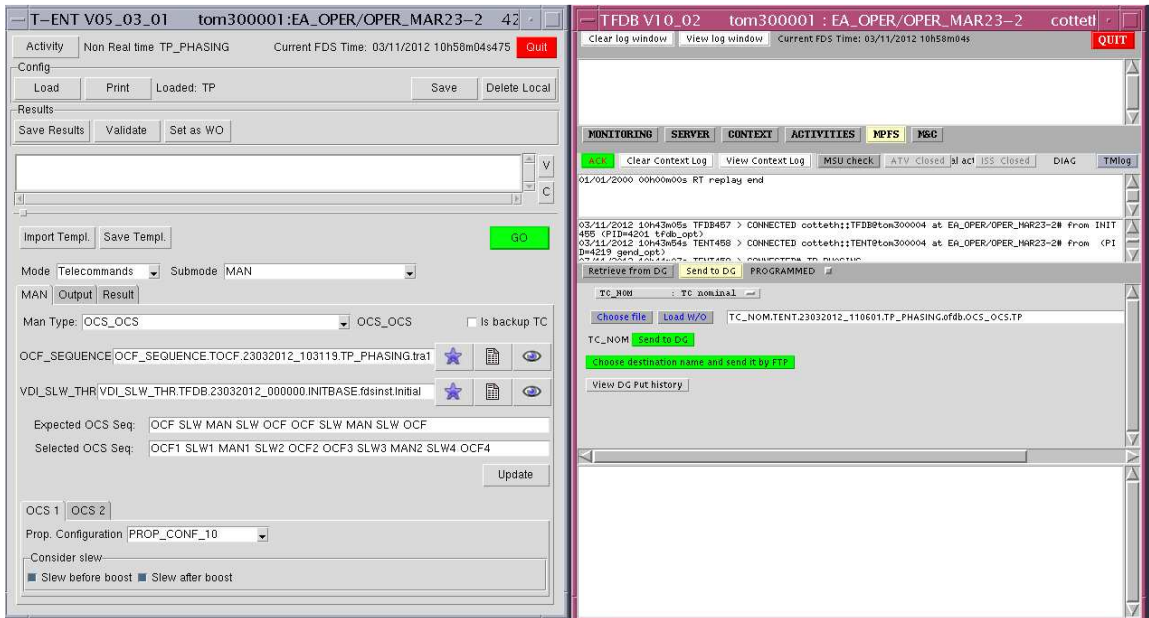 T-ENT V05_03_01 tom300001:EA_OPER/OPER_MAR23-2 42
Activity Non Real time TP_PHASING Current FDS Time: 03/11/2012 10h58m04s475 Quit
Config
Load Print Loaded: TP Save Delete Local
Results
Save Results Validate Set as WO
V
C
Import Templ. Save Templ. GO
Mode Telecommands Submode MAN
MAN Output Result
Man Type: OCS_OCS OCS_OCS Is backup TC
OCF_SEQUENCE OCF_SEQUENCE.TOCF.23032012_103119.TP_PHASING.tra1
VDI_SLW_THR VDI_SLW_THR.TFDB.23032012_000000.INITBASE.fdsinst.Initial
Expected OCS Seq: OCF SLW MAN SLW OCF OCF SLW MAN SLW OCF
Selected OCS Seq: OCF1 SLW1 MAN1 SLW2 OCF2 OCF3 SLW3 MAN2 SLW4 OCF4
Update
OCS 1 OCS 2
Prop. Configuration PROP_CONF_10
Consider slew
Slew before boost Slew after boost
TFDB V10_02 tom300001 : EA_OPER/OPER_MAR23-2 cotteth
Clear log window View log window Current FDS Time: 03/11/2012 10h58m04s QUIT
MONITORING SERVER CONTEXT ACTIVITIES MPFS M&C
ACK Clear Context Log View Context Log MSU check ATV Closed al act ISS Closed DIAG TMlog
01/01/2000 00h00m00s RT replay end
03/11/2012 10h43m05s TFDB457 > CONNECTED cotteth::TFDB@tom300004 at EA_OPER/OPER_MAR23-2# from INIT
455 (PID=4201 tfdb_opt)
03/11/2012 10h43m54s TENT458 > CONNECTED cotteth::TENT@tom300004 at EA_OPER/OPER_MAR23-2# from (PI
D=4219 gend_opt)
Retrieve from DG Send to DG PROGRAMMED
TC_NOM : TC nominal
Choose file Load W/O TC_NOM.TENT.23032012_110601.TP_PHASING.ofdb.OCS_OCS.TP
TC_NOM Send to DG
Choose destination name and send it by FTP
View DG Put history